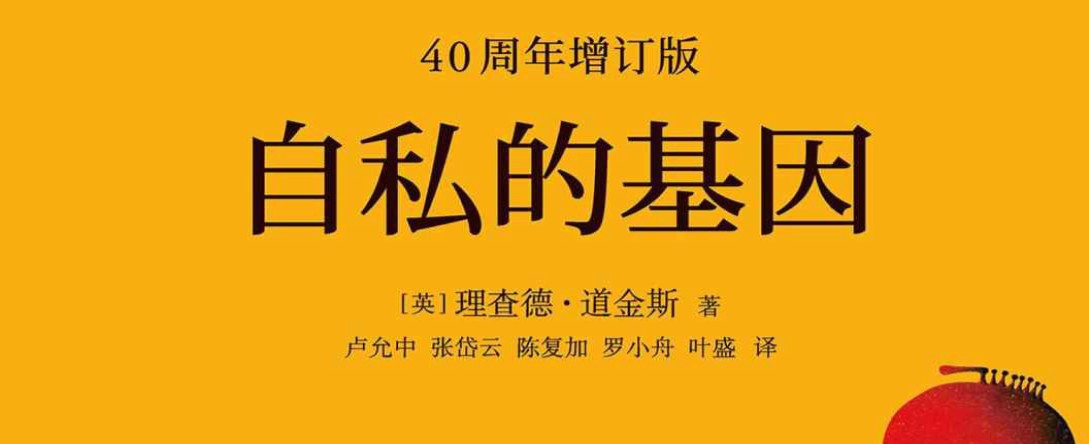 40周年增订版
自私的基因
[英]理查德·道金斯 著
卢允中 张岱云 陈复加 罗小舟 叶盛 译